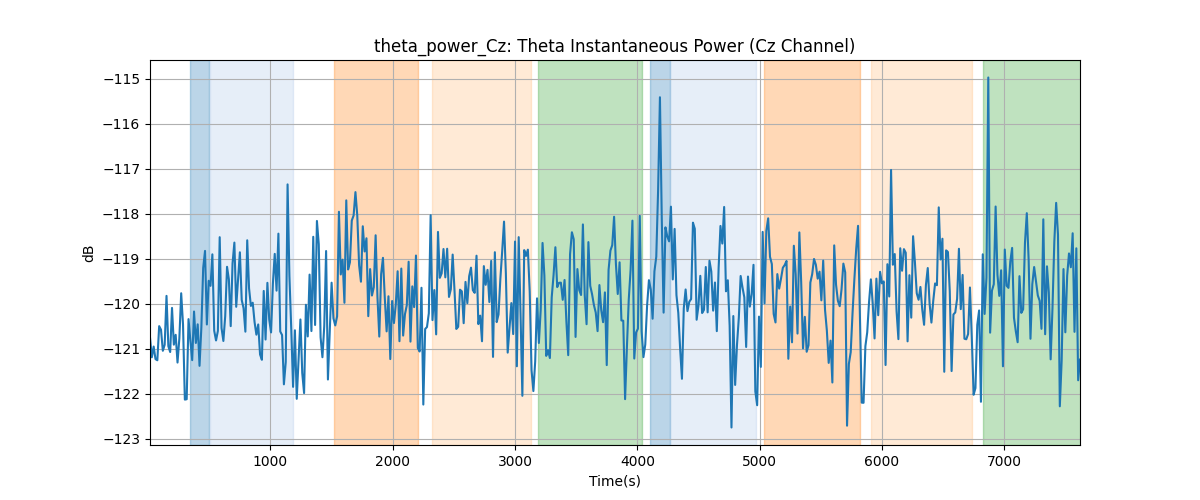 theta_power_Cz: Theta Instantaneous Power (Cz Channel)
−115
−116
−117
−118
−119
−120
−121
−122
−123
dB
1000 2000 3000 4000 5000 6000 7000
Time(s)